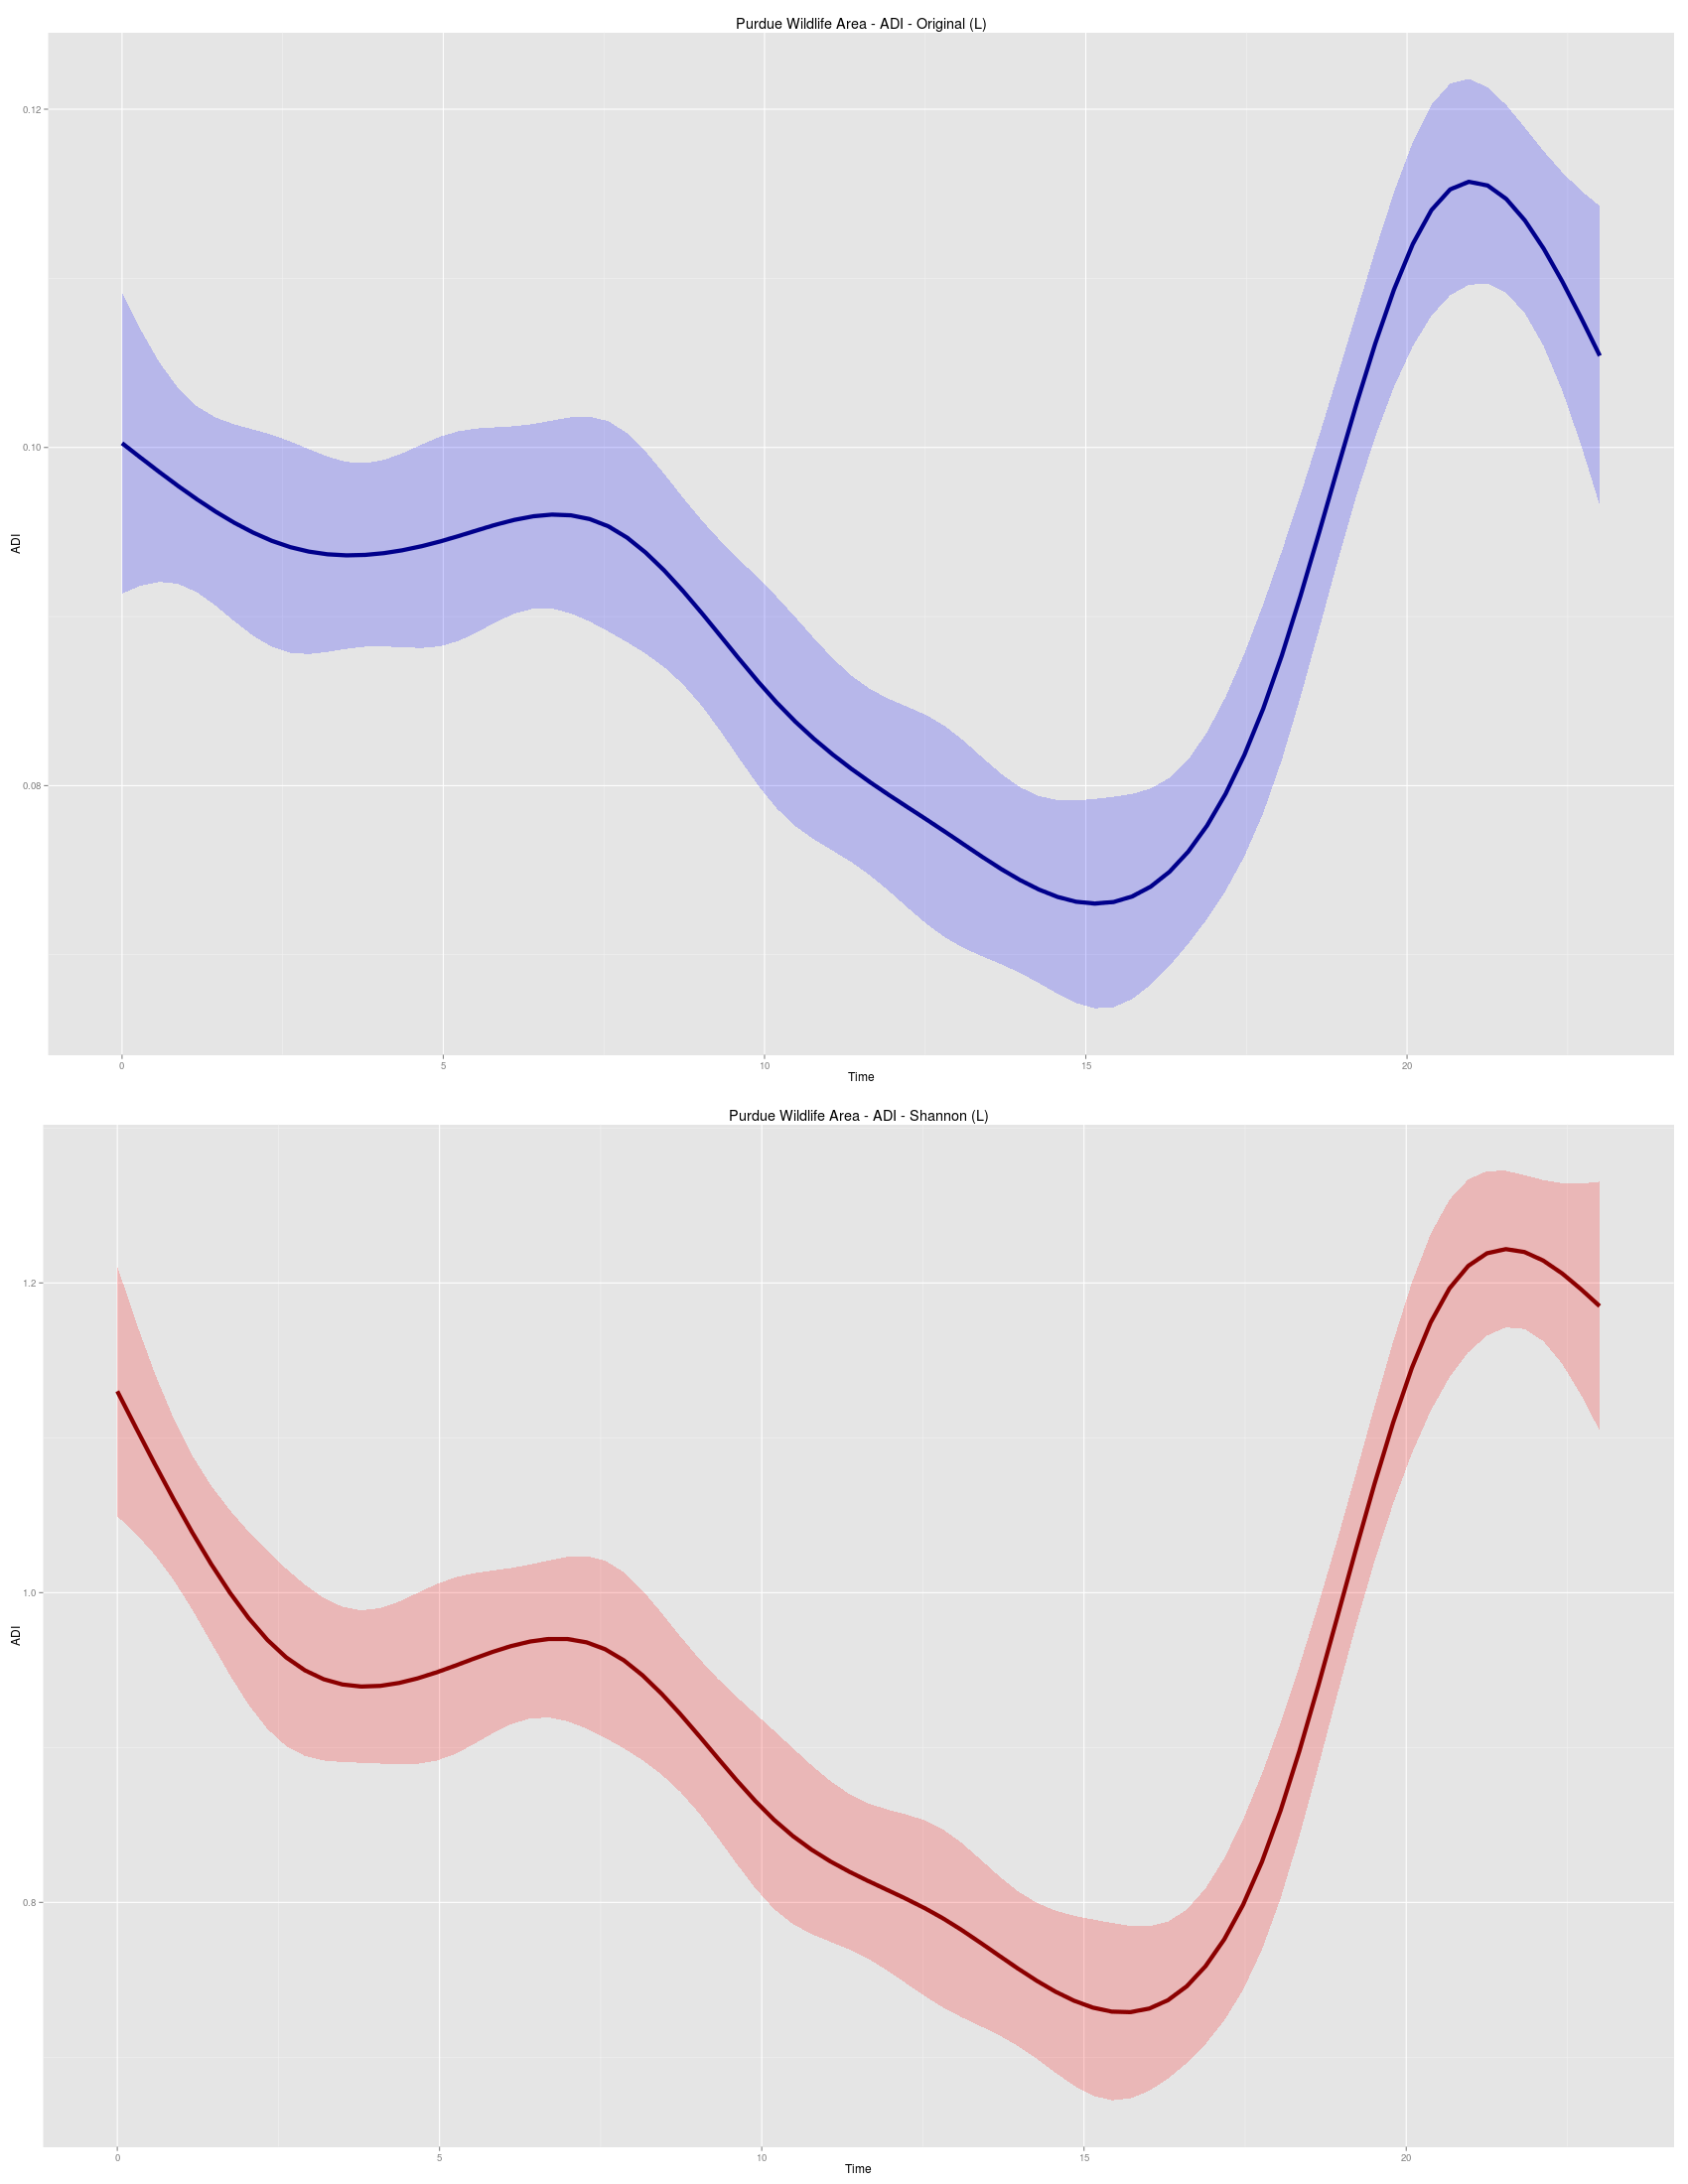 Purdue Wildlife Area - ADI - Original (L)
0.12
0.10
0.08
ADI
0 5 10 15 20
Time
Purdue Wildlife Area - ADI - Shannon (L)
1.2
1.0
0.8
ADI
0 5 10 15 20
Time